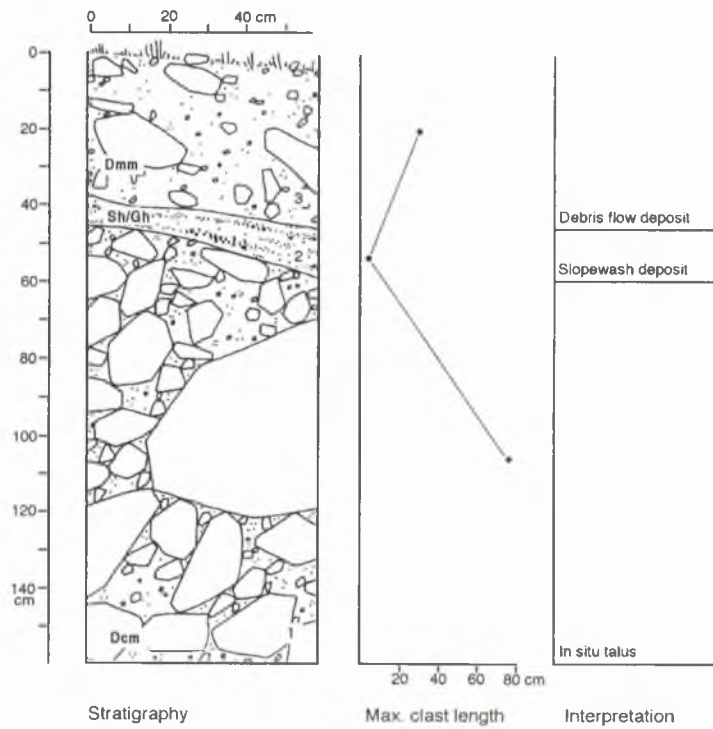 0 20 40 cm
0
20
40
60
80
100
120
140
cm
Dmm
3
Sh/Gh
2
Dcm
1
Debris flow deposit
Slopewash deposit
In situ talus
20 40 60 80 cm
Stratigraphy
Max. clast length
Interpretation